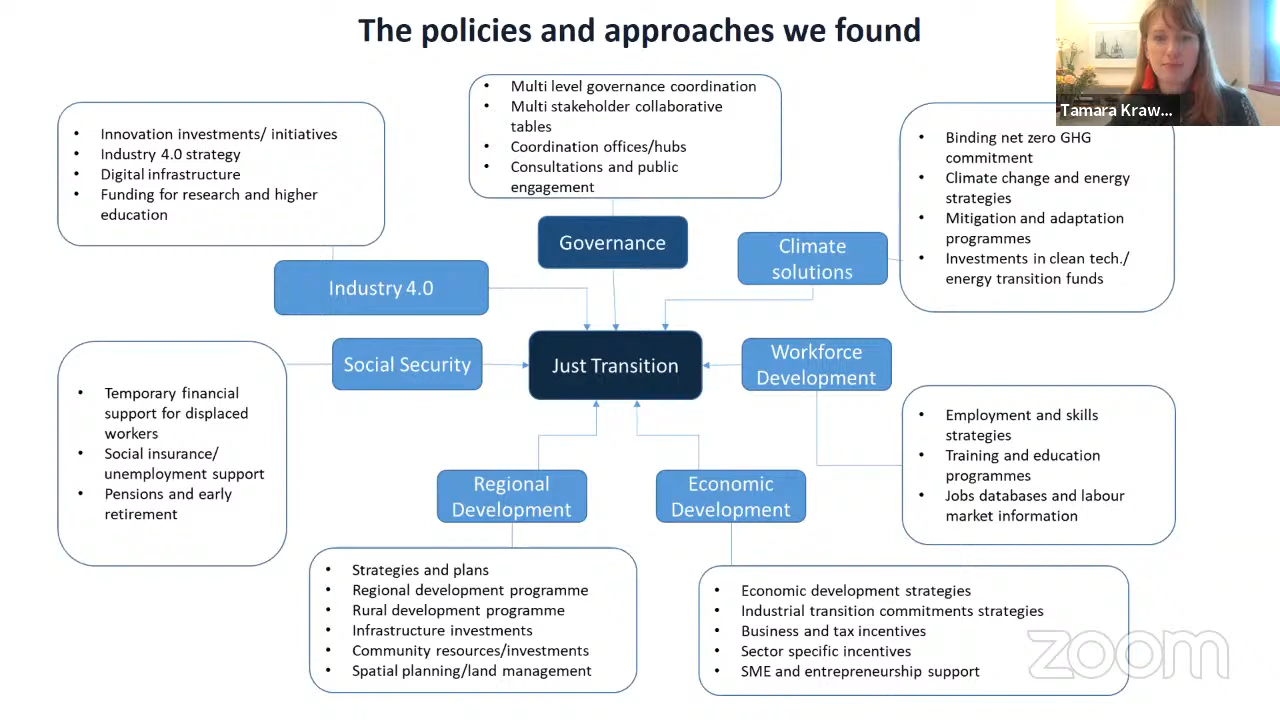 The policies and approaches we found
Tamara Kraw...
• Multi level governance coordination
• Multi stakeholder collaborative
tables
• Coordination offices/hubs
• Consultations and public
engagement
• Innovation investments/ initiatives
• Industry 4.0 strategy
• Digital infrastructure
• Funding for research and higher
education
• Binding net zero GHG
commitment
• Climate change and energy
strategies
• Mitigation and adaptation
programmes
• Investments in clean tech./
energy transition funds
Governance
Climate
solutions
Industry 4.0
Social Security
Just Transition
Workforce
Development
• Temporary financial
support for displaced
workers
• Social insurance/
unemployment support
• Pensions and early
retirement
• Employment and skills
strategies
• Training and education
programmes
• Jobs databases and labour
market information
Regional
Development
Economic
Development
• Strategies and plans
• Regional development programme
• Rural development programme
• Infrastructure investments
• Community resources/investments
• Spatial planning/land management
• Economic development strategies
• Industrial transition commitments strategies
• Business and tax incentives
• Sector specific incentives
• SME and entrepreneurship support
zoom